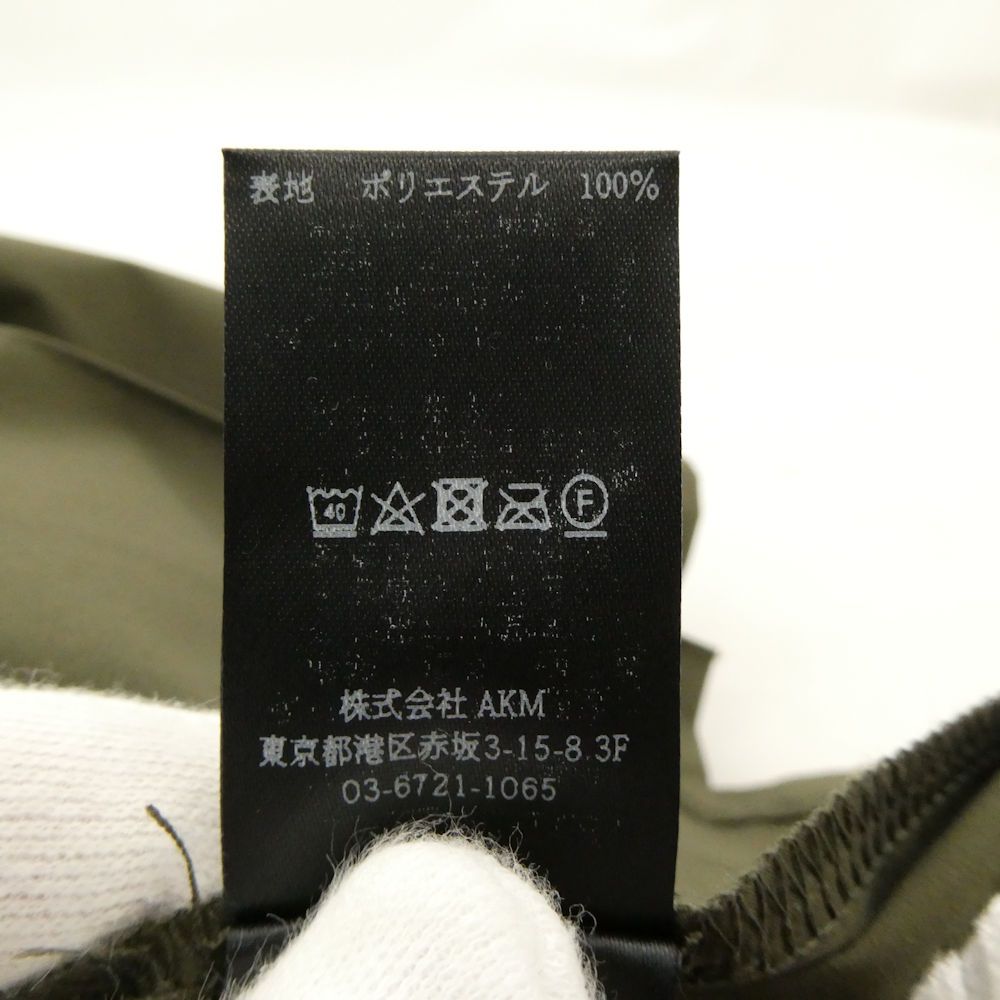 表地 ポリエステル 100%
40 F
株式会社 AKM
東京都港区赤坂3-15-8.3F
03-6721-1065